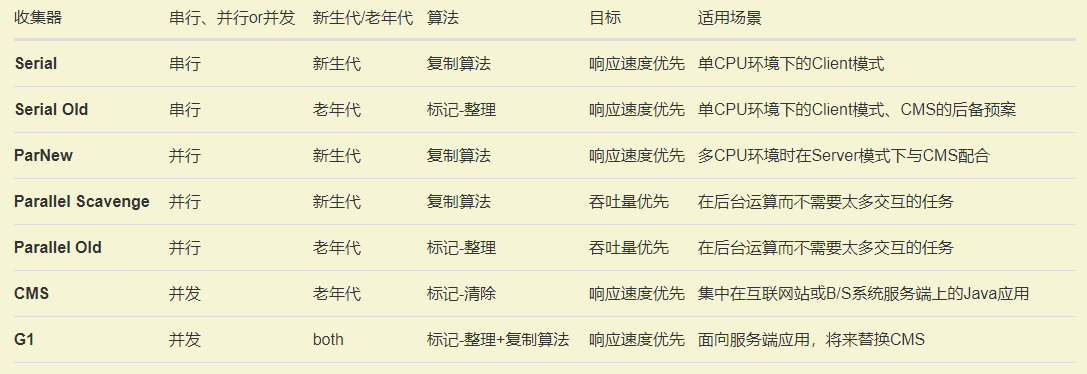 收集器 串行、并行or并发 新生代/老年代 算法 目标 适用场景
Serial 串行 新生代 复制算法 响应速度优先 单CPU环境下的Client模式
Serial Old 串行 老年代 标记-整理 响应速度优先 单CPU环境下的Client模式、CMS的后备预案
ParNew 并行 新生代 复制算法 响应速度优先 多CPU环境时在Server模式下与CMS配合
Parallel Scavenge 并行 新生代 复制算法 吞吐量优先 在后台运算而不需要太多交互的任务
Parallel Old 并行 老年代 标记-整理 吞吐量优先 在后台运算而不需要太多交互的任务
CMS 并发 老年代 标记-清除 响应速度优先 集中在互联网站或B/S系统服务端上的Java应用
G1 并发 both 标记-整理+复制算法 响应速度优先 面向服务端应用，将来替换CMS